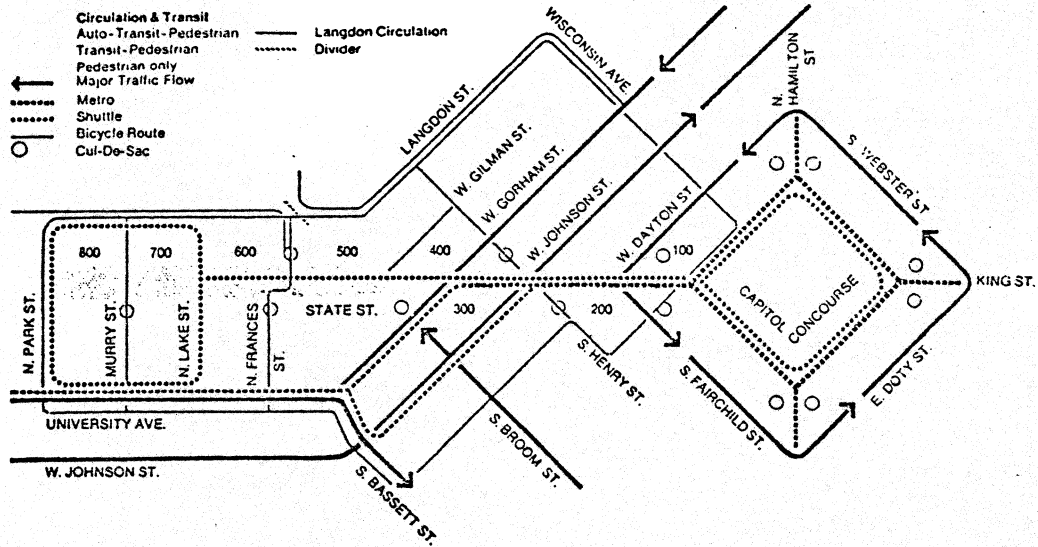 Circulation & Transit
Auto-Transit-Pedestrian
Transit-Pedestrian
Pedestrian only
Major Traffic Flow
Metro
Shuttle
Bicycle Route
Cul-De-Sac
Langdon Circulation
Divider
WISCONSIN AVE.
N. HAMILTON ST
LANGDON ST.
W. GILMAN ST.
W. GORHAM ST.
W. JOHNSON ST.
W. DAYTON ST.
S. WEBSTER ST
800
700
600
500
400
100
KING ST.
CAPITOL CONCOURSE
N. PARK ST.
MURRY ST.
N. LAKE ST.
N. FRANCES ST.
STATE ST.
300
200
S. HENRY ST.
S. FAIRCHILD ST.
E. DOTY ST.
UNIVERSITY AVE.
S. BROOM ST.
W. JOHNSON ST.
S. BASSETT ST.